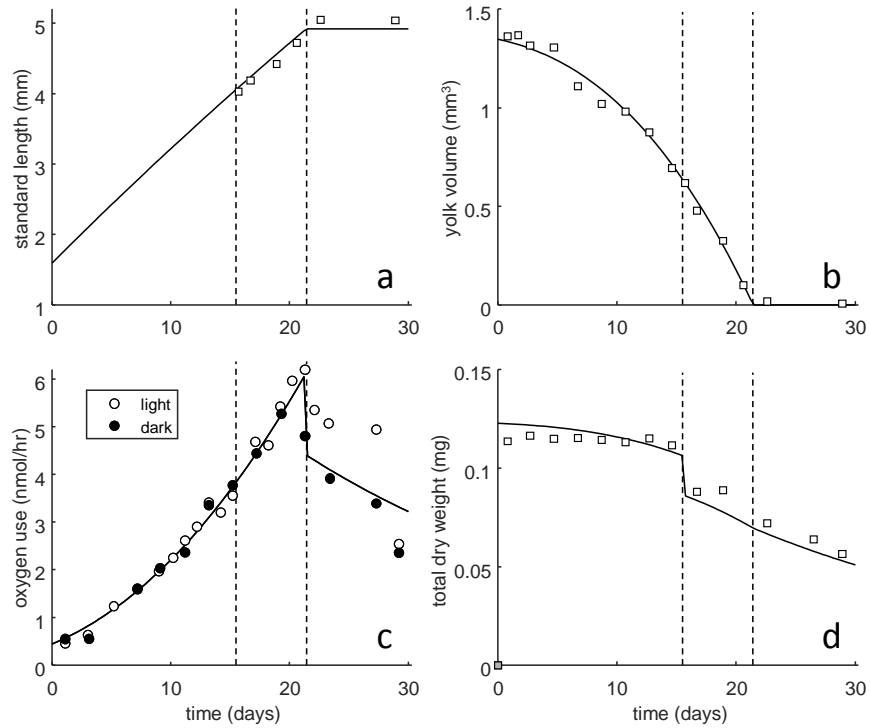 5
4
3
2
1
0 10 20 30
standard length (mm)
a
1.5
1
0.5
0
0 10 20 30
yolk volume (mm³)
b
6
5
4
3
2
1
0
0 10 20 30
oxygen use (nmol/hr)
time (days)
light
dark
c
0.15
0.1
0.05
0
0 10 20 30
total dry weight (mg)
time (days)
d